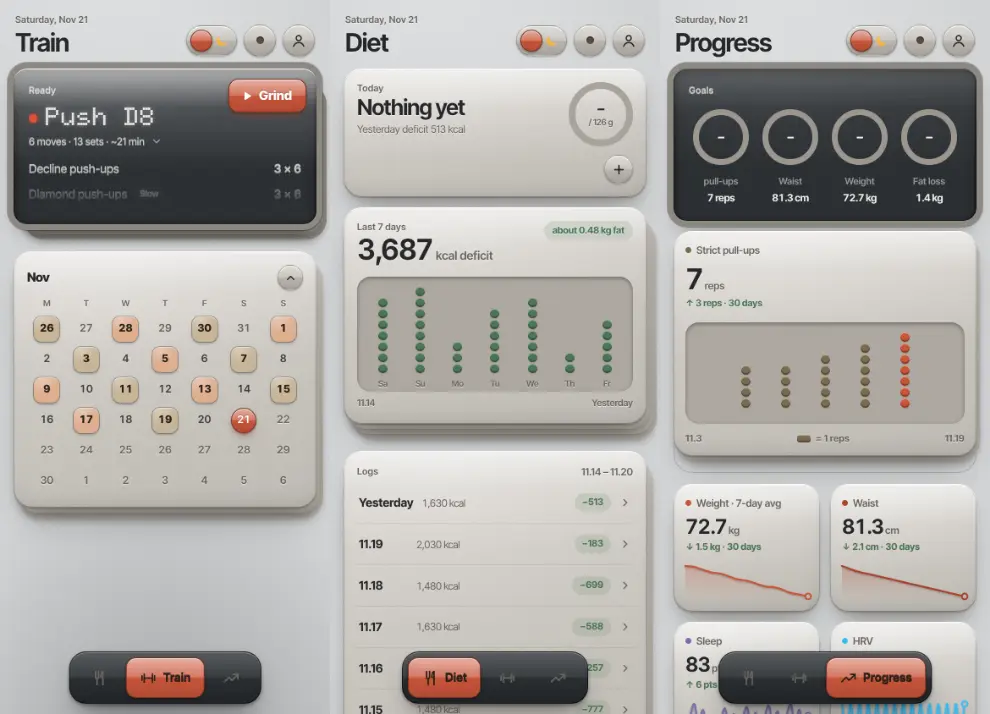 Saturday, Nov 21
Train
Ready
Grind
Push D8
6 moves · 13 sets · ~21 min
Decline push-ups 3 × 6
Diamond push-ups Slow 3 × 6
Nov
M T W T F S S
26 27 28 29 30 31 1
2 3 4 5 6 7 8
9 10 11 12 13 14 15
16 17 18 19 20 21 22
23 24 25 26 27 28 29
30 1 2 3 4 5 6
Train
Saturday, Nov 21
Diet
Today
Nothing yet
Yesterday deficit 513 kcal
-
/ 126 g
Last 7 days
about 0.48 kg fat
3,687 kcal deficit
Sa Su Mo Tu We Th Fr
11.14 Yesterday
Logs 11.14 – 11.20
Yesterday 1,630 kcal −513
11.19 2,030 kcal −183
11.18 1,480 kcal −699
11.17 1,630 kcal −588
11.16 257
11.15 1,480 kcal −777
Diet
Saturday, Nov 21
Progress
Goals
- - - -
pull-ups Waist Weight Fat loss
7 reps 81.3 cm 72.7 kg 1.4 kg
Strict pull-ups
7 reps
↑ 3 reps · 30 days
11.3 = 1 reps 11.19
Weight · 7-day avg
72.7 kg
↓ 1.5 kg · 30 days
Waist
81.3 cm
↓ 2.1 cm · 30 days
Sleep
83
↑ 6 pts
HRV
Progress